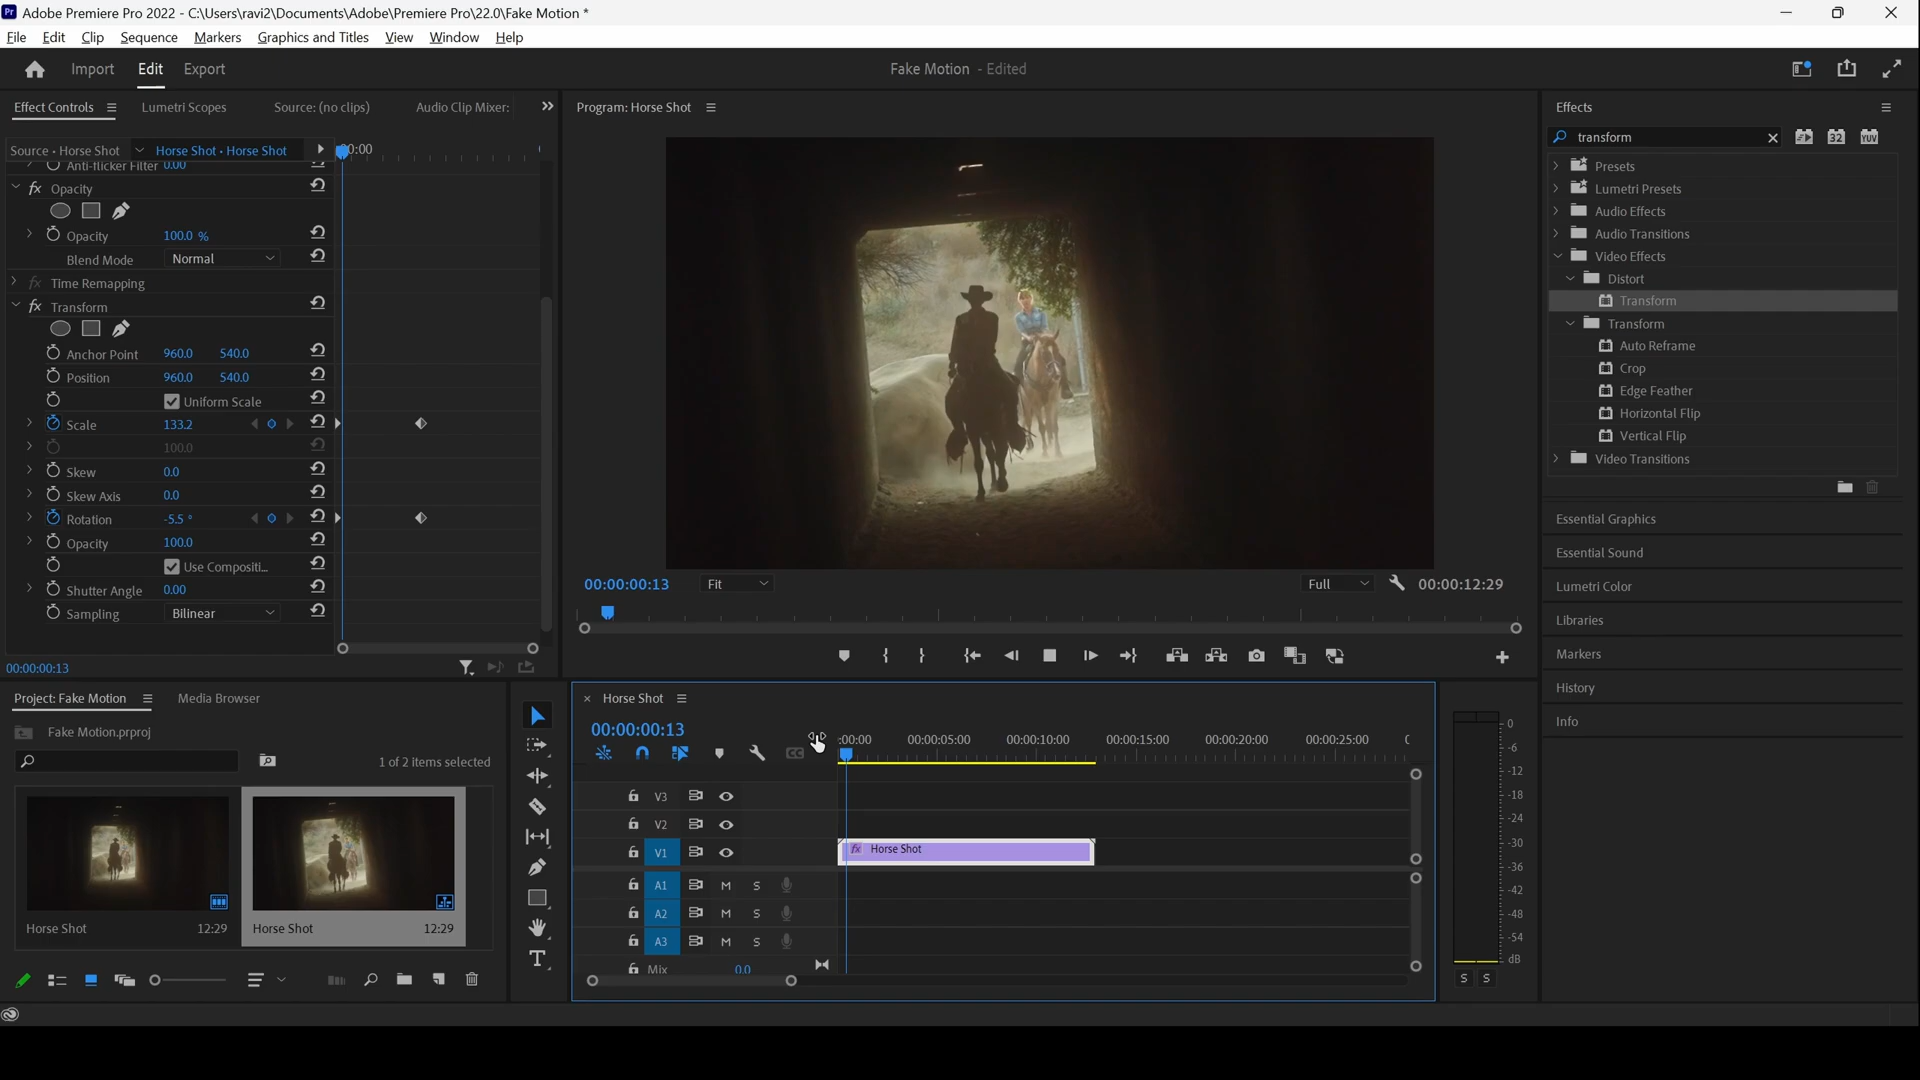 Adobe Premiere Pro 2022 - C:\Users\ravi2\Documents\Adobe\Premiere Pro\22.0\Fake Motion *
File Edit Clip Sequence Markers Graphics and Titles View Window Help
Import Edit Export
Fake Motion - Edited
Effect Controls Lumetri Scopes Source: (no clips) Audio Clip Mixer:
Source • Horse Shot Horse Shot • Horse Shot
00:00
Anti-flicker Filter 0.00
fx Opacity
Opacity 100.0 %
Blend Mode Normal
fx Time Remapping
fx Transform
Anchor Point 960.0 540.0
Position 960.0 540.0
Uniform Scale
Scale 133.2
100.0
Skew 0.0
Skew Axis 0.0
Rotation -5.5 °
Opacity 100.0
Use Compositi...
Shutter Angle 0.00
Sampling Bilinear
00:00:00:13
Program: Horse Shot
00:00:00:13 Fit Full 00:00:12:29
Effects
transform
32 YUV
Presets
Lumetri Presets
Audio Effects
Audio Transitions
Video Effects
Distort
Transform
Transform
Auto Reframe
Crop
Edge Feather
Horizontal Flip
Vertical Flip
Video Transitions
Essential Graphics
Essential Sound
Lumetri Color
Libraries
Markers
History
Info
Project: Fake Motion Media Browser
Fake Motion.prproj
1 of 2 items selected
Horse Shot 12:29
Horse Shot 12:29
× Horse Shot
00:00:00:13
CC
:00:00 00:00:05:00 00:00:10:00 00:00:15:00 00:00:20:00 00:00:25:00
V3
V2
V1
fx Horse Shot
A1 M S
A2 M S
A3 M S
Mix 0.0
0
-6
-12
-18
-24
-30
-36
-42
-48
-54
dB
S S